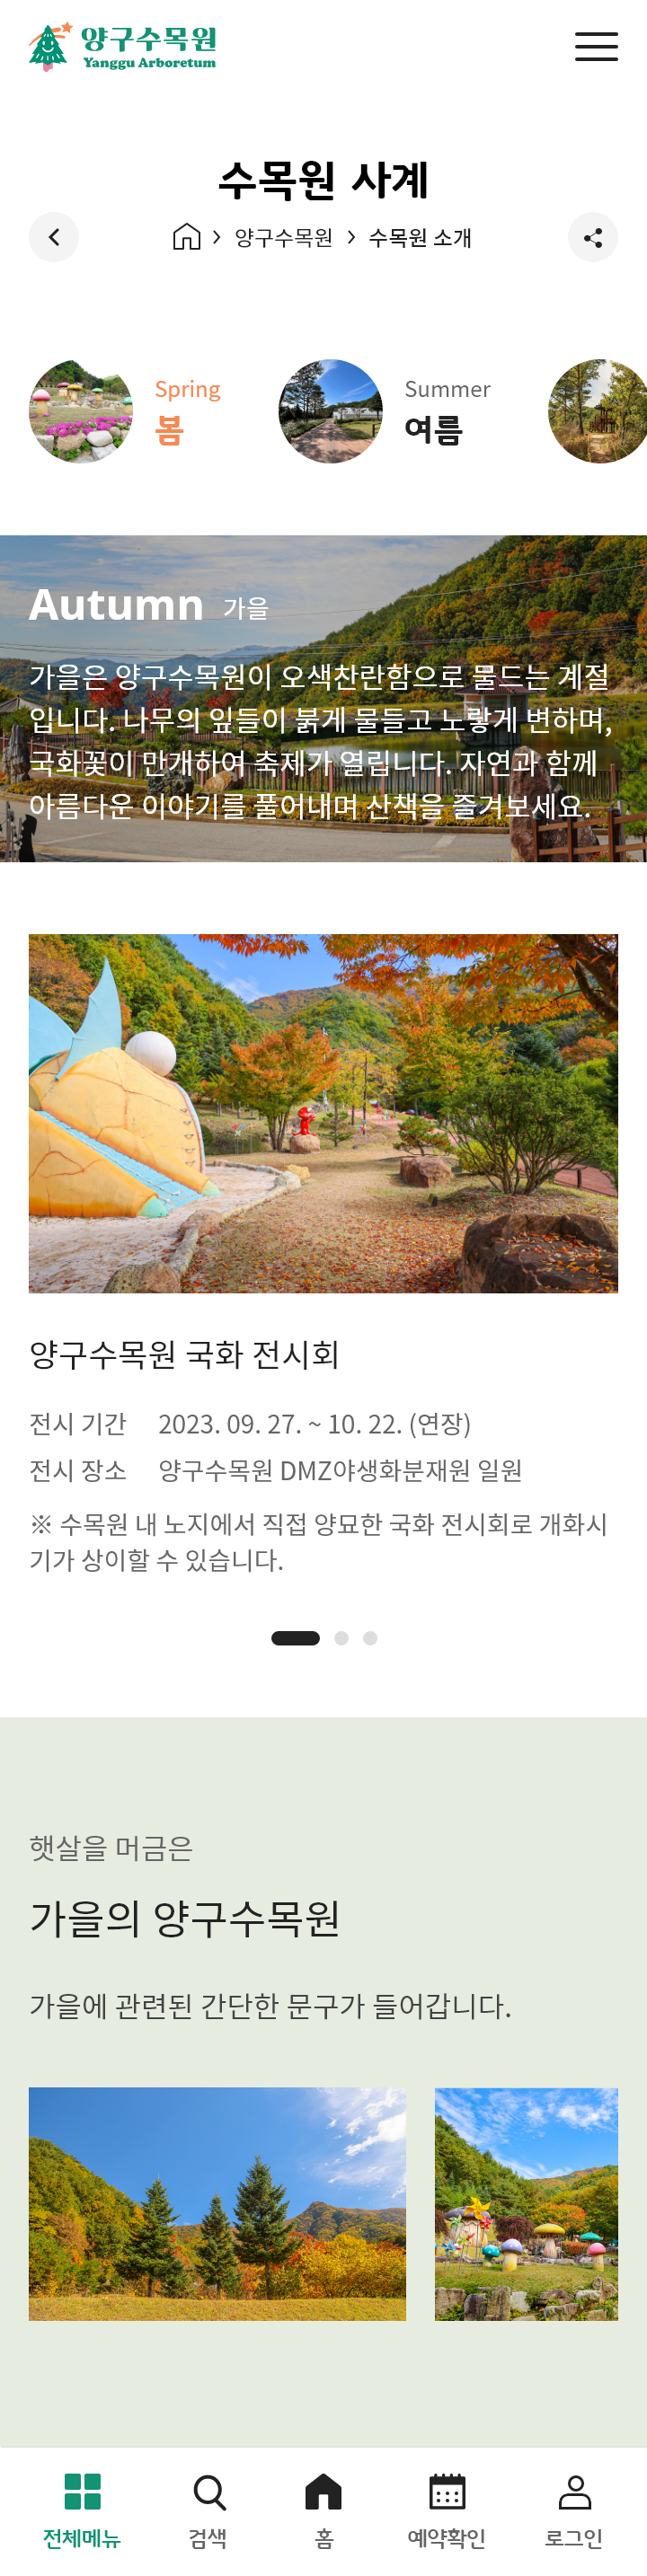 양구수목원
Yanggu Arboretum
수목원 사계
양구수목원 > 수목원 소개
Spring
봄
Summer
여름
Autumn 가을
가을은 양구수목원이 오색찬란함으로 물드는 계절
입니다. 나무의 잎들이 붉게 물들고 노랗게 변하며,
국화꽃이 만개하여 축제가 열립니다. 자연과 함께
아름다운 이야기를 풀어내며 산책을 즐겨보세요.
양구수목원 국화 전시회
전시 기간 2023. 09. 27. ~ 10. 22. (연장)
전시 장소 양구수목원 DMZ야생화분재원 일원
※ 수목원 내 노지에서 직접 양묘한 국화 전시회로 개화시
기가 상이할 수 있습니다.
햇살을 머금은
가을의 양구수목원
가을에 관련된 간단한 문구가 들어갑니다.
전체메뉴 검색 홈 예약확인 로그인